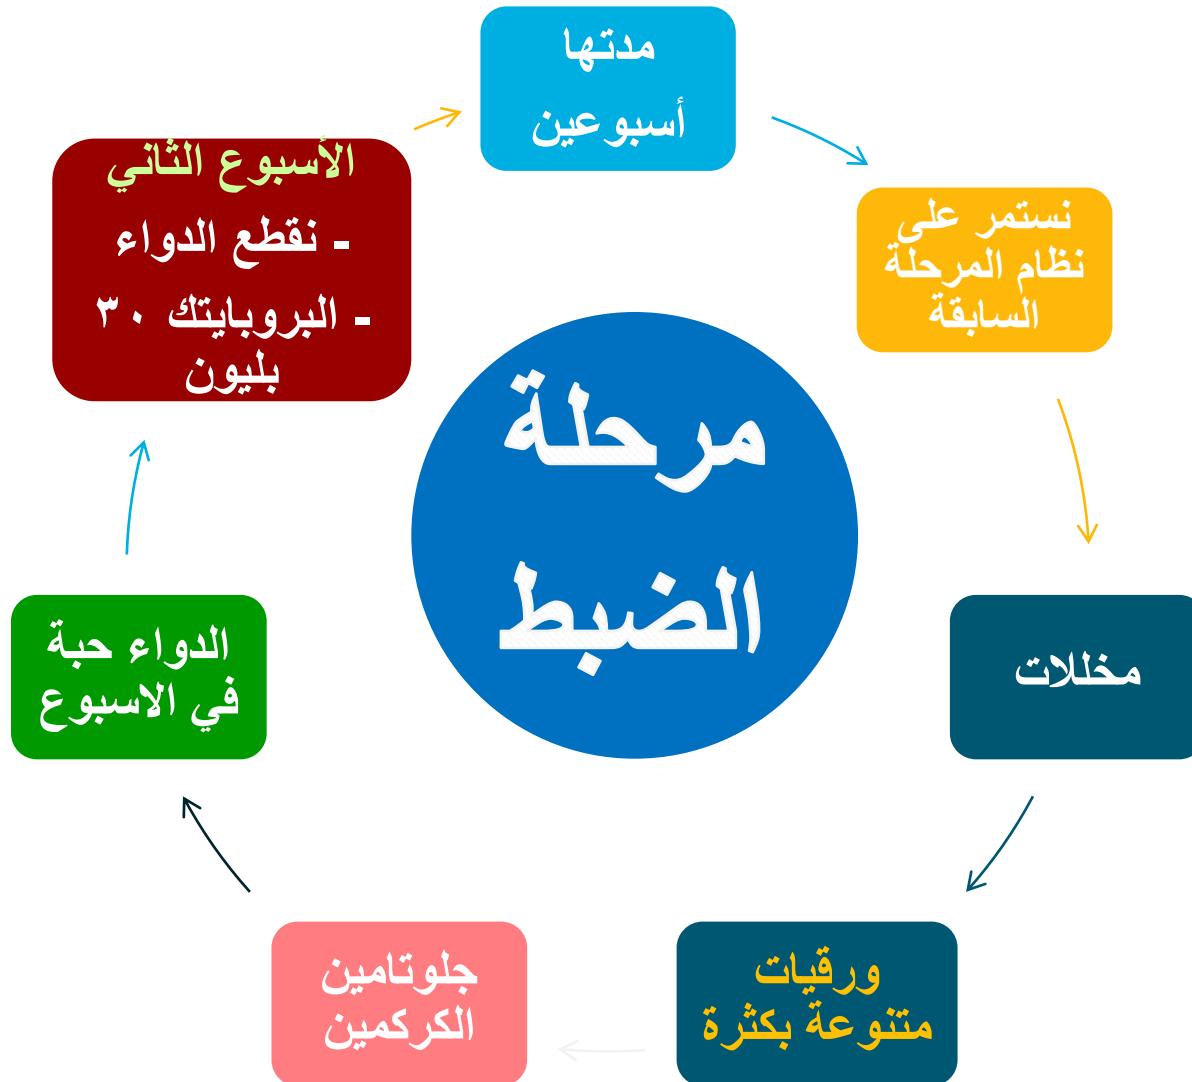 مدتها
أسبوعين
نستمر على
نظام المرحلة
السابقة
مخللات
ورقيات
متنوعة بكثرة
جلوتامين
الكركمين
الدواء حبة
في الاسبوع
الأسبوع الثاني
- نقطع الدواء
- البروبايتك ٣٠
بليون
مرحلة
الضبط